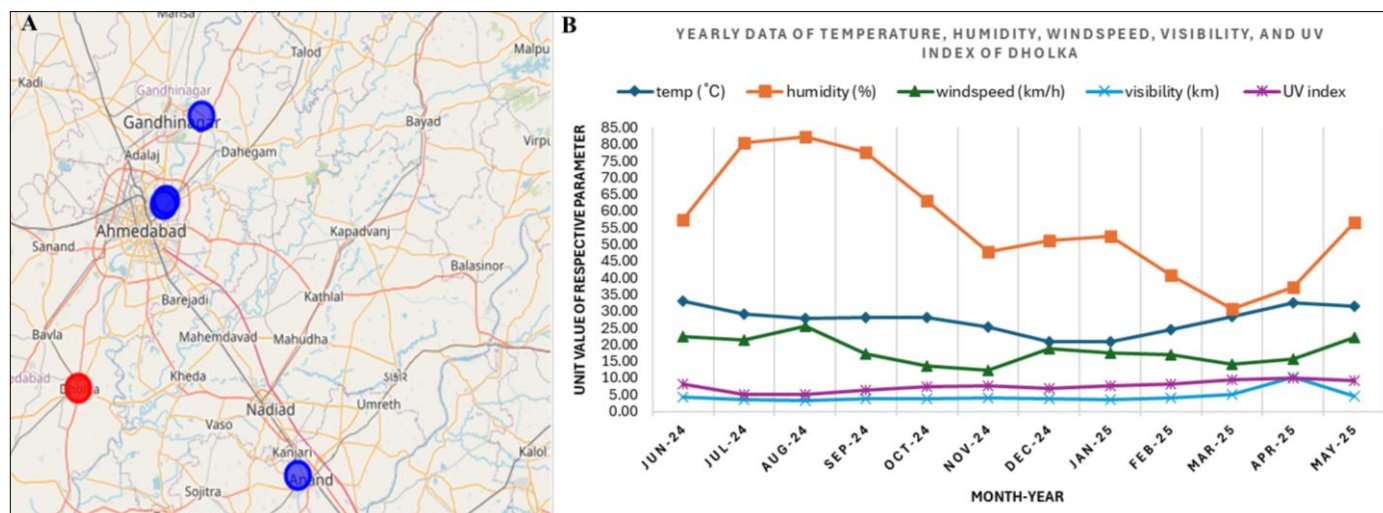 A
Mansa
Talod
Malpu
Kadi
Gandhinagar
Gandhinagar
Bayad
Virpu
Adalaj
Dahegam
Ahmedabad
Sanand
Kapadvanj
Balasinor
Barejadi
Kathlal
Bavla
Mahemdavad
Mahudha
edabad
Dholka
Kheda
Umreth
Nadiad
Vaso
Kanjari
Kalol
Anand
Sojitra
B
YEARLY DATA OF TEMPERATURE, HUMIDITY, WINDSPEED, VISIBILITY, AND UV
INDEX OF DHOLKA
temp (˚C) humidity (%) windspeed (km/h) visibility (km) UV index
UNIT VALUE OF RESPECTIVE PARAMETER
85.00
80.00
75.00
70.00
65.00
60.00
55.00
50.00
45.00
40.00
35.00
30.00
25.00
20.00
15.00
10.00
5.00
0.00
JUN-24 JUL-24 AUG-24 SEP-24 OCT-24 NOV-24 DEC-24 JAN-25 FEB-25 MAR-25 APR-25 MAY-25
MONTH-YEAR